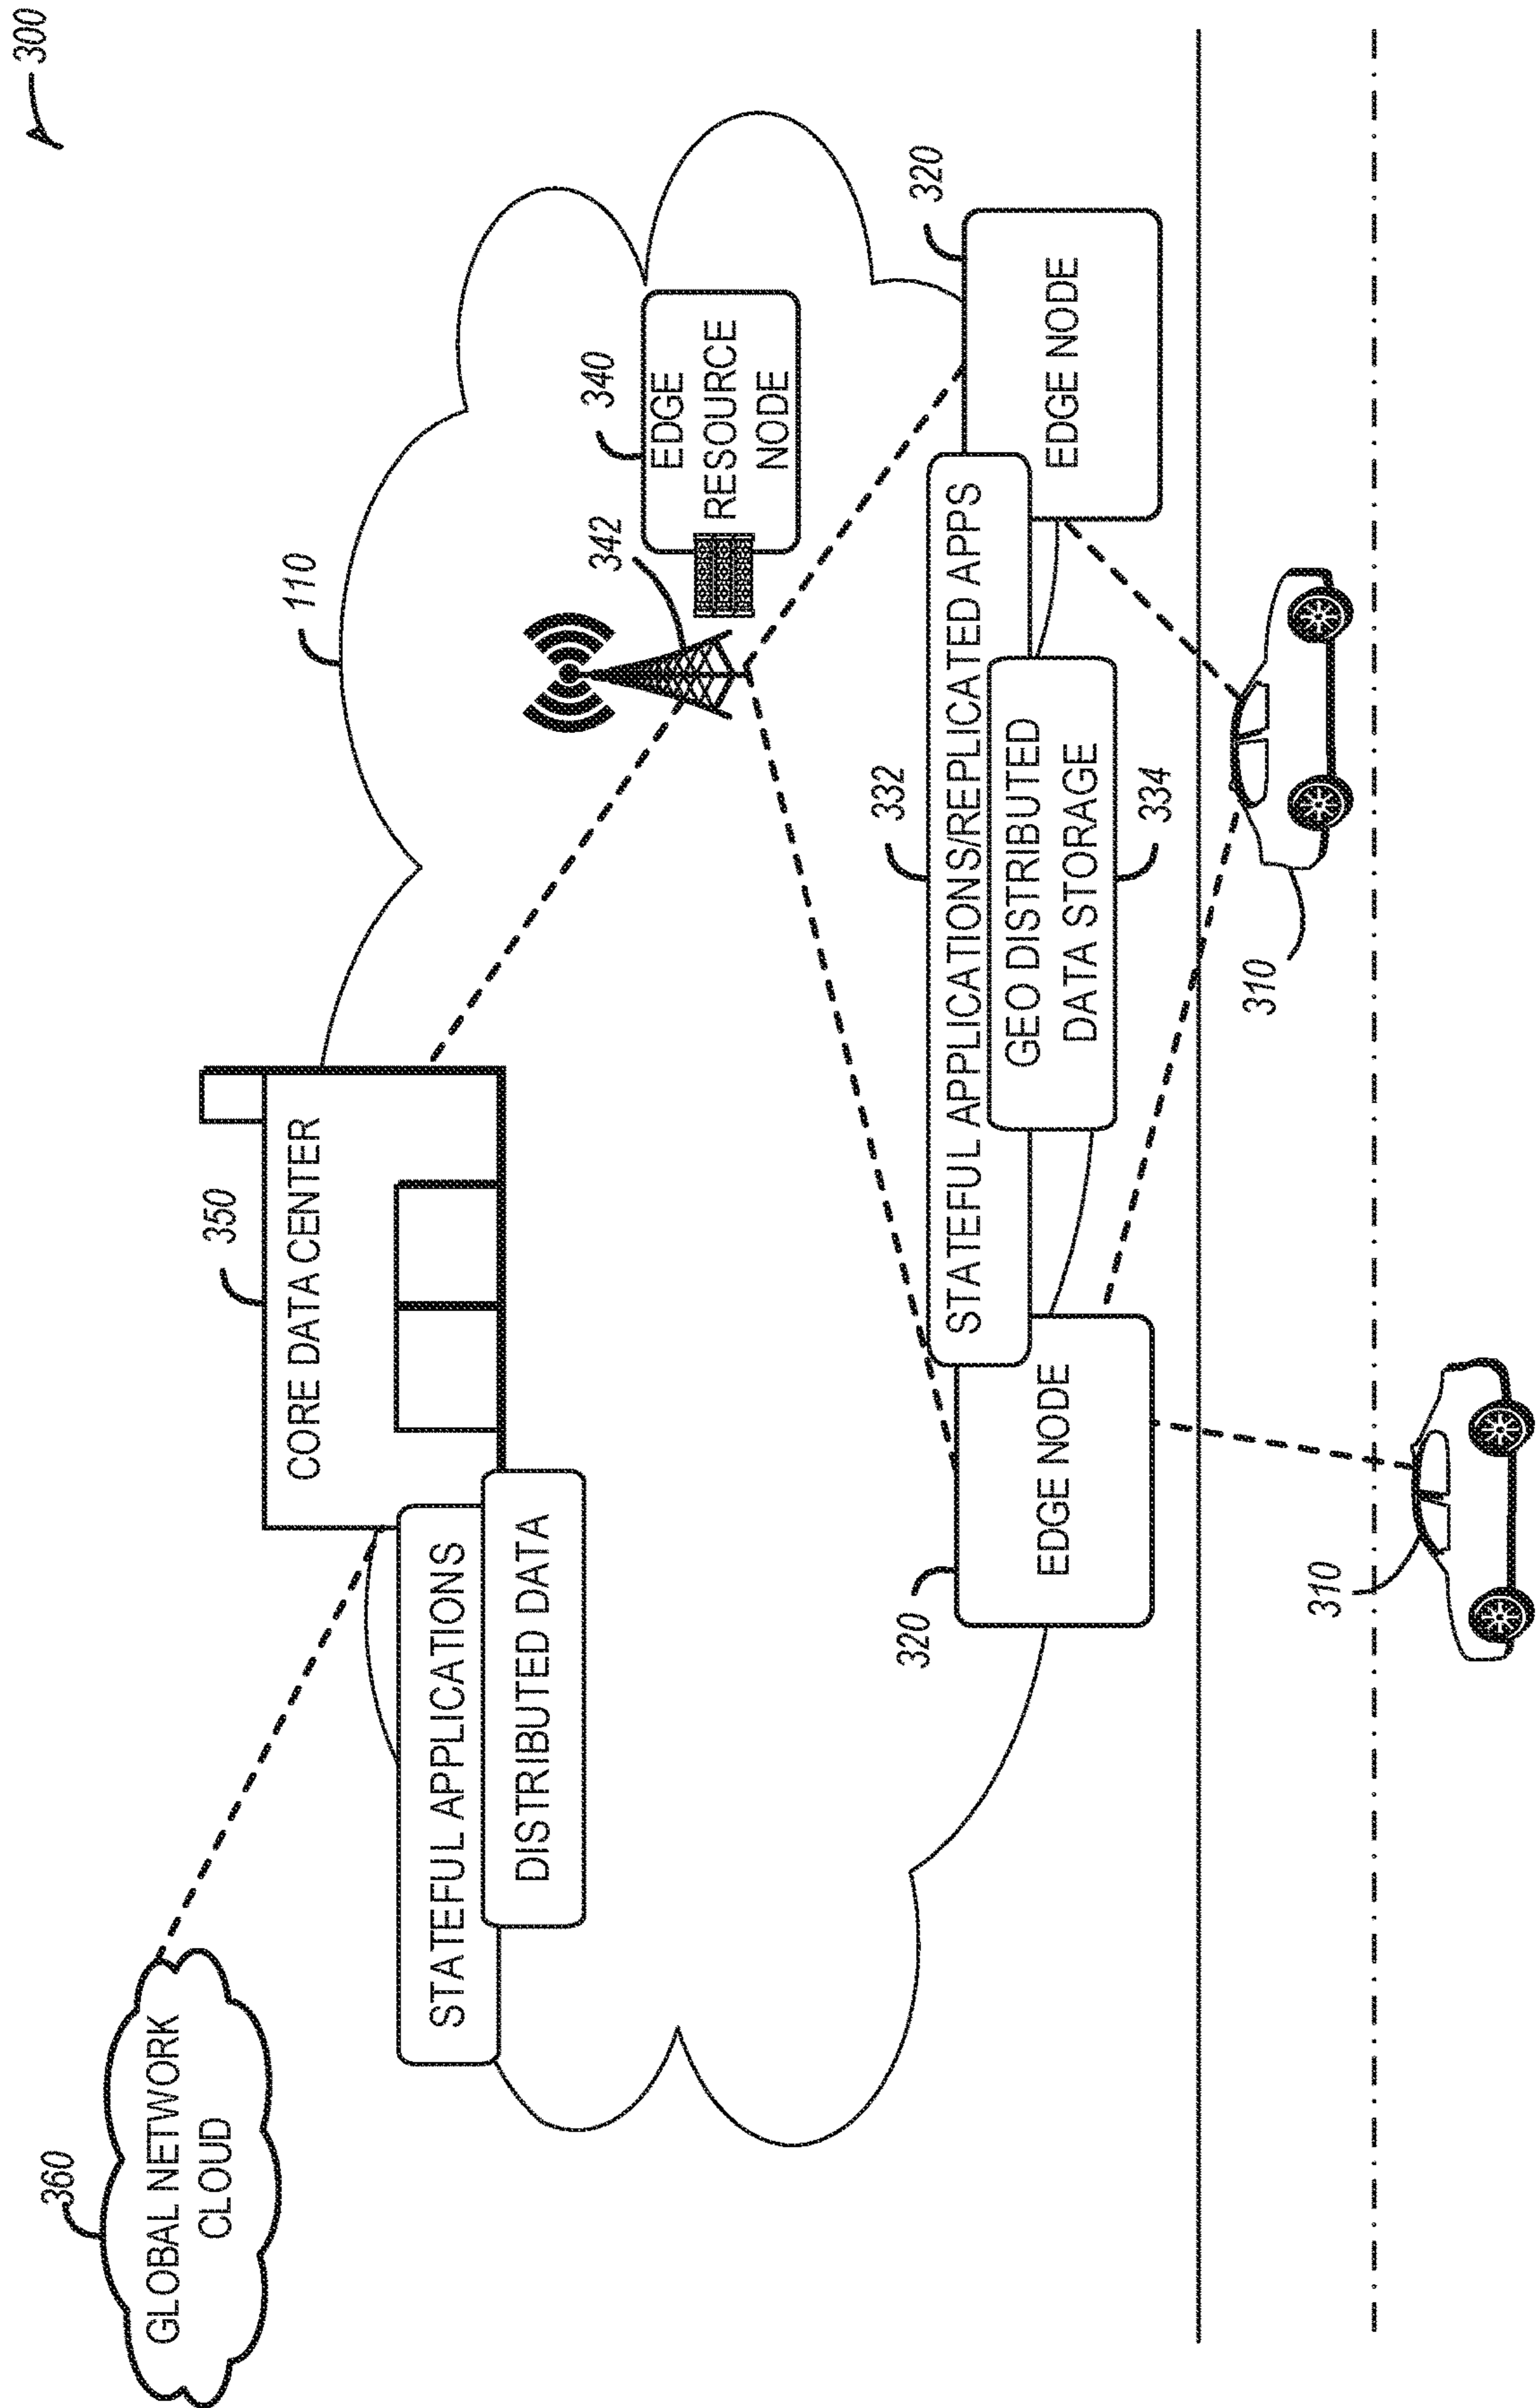 300
360
GLOBAL NETWORK
CLOUD
350
CORE DATA CENTER
110
STATEFUL APPLICATIONS
DISTRIBUTED DATA
342
340
EDGE
RESOURCE
NODE
320
EDGE NODE
332
STATEFUL APPLICATIONS/REPLICATED APPS
GEO DISTRIBUTED
DATA STORAGE
334
320
EDGE NODE
310
310